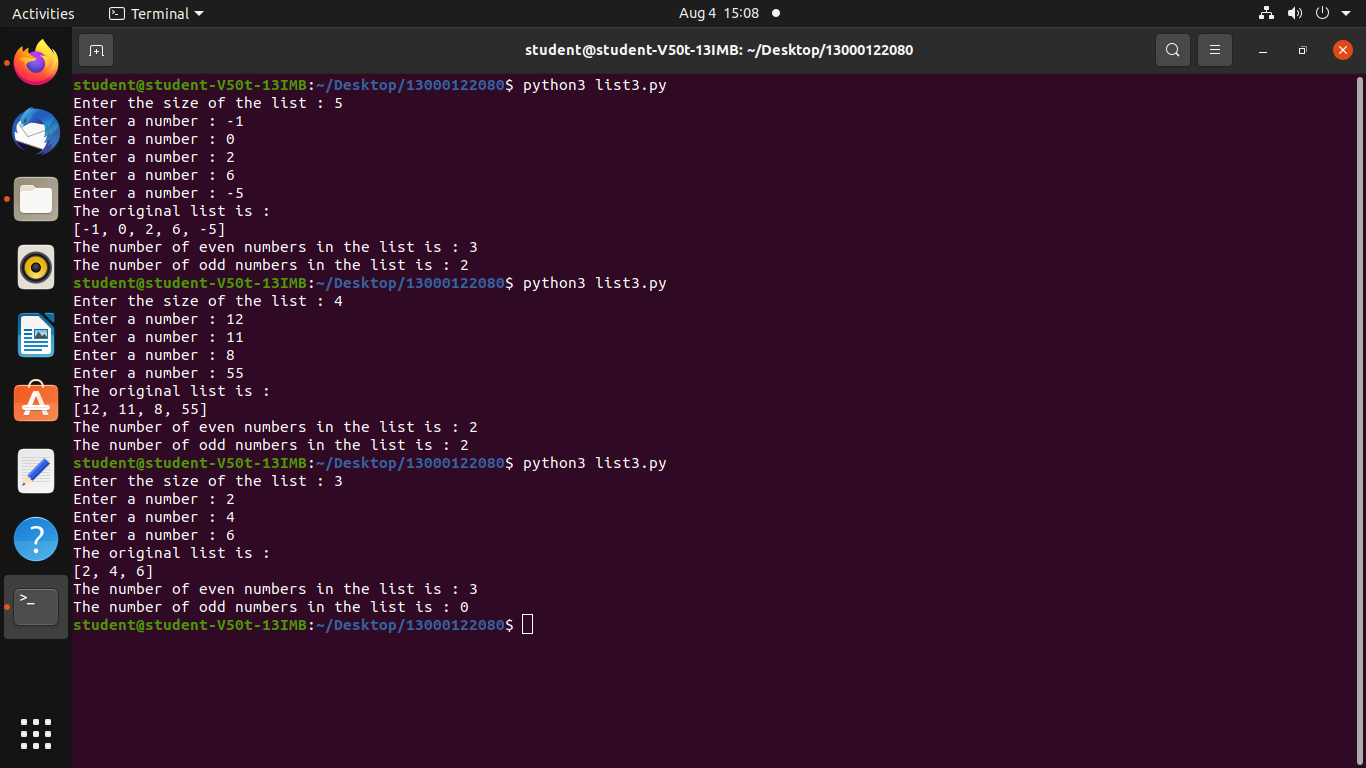 Activities Terminal Aug 4 15:08
student@student-V50t-13IMB: ~/Desktop/13000122080
student@student-V50t-13IMB:~/Desktop/13000122080$ python3 list3.py
Enter the size of the list : 5
Enter a number : -1
Enter a number : 0
Enter a number : 2
Enter a number : 6
Enter a number : -5
The original list is :
[-1, 0, 2, 6, -5]
The number of even numbers in the list is : 3
The number of odd numbers in the list is : 2
student@student-V50t-13IMB:~/Desktop/13000122080$ python3 list3.py
Enter the size of the list : 4
Enter a number : 12
Enter a number : 11
Enter a number : 8
Enter a number : 55
The original list is :
[12, 11, 8, 55]
The number of even numbers in the list is : 2
The number of odd numbers in the list is : 2
student@student-V50t-13IMB:~/Desktop/13000122080$ python3 list3.py
Enter the size of the list : 3
Enter a number : 2
Enter a number : 4
Enter a number : 6
The original list is :
[2, 4, 6]
The number of even numbers in the list is : 3
The number of odd numbers in the list is : 0
student@student-V50t-13IMB:~/Desktop/13000122080$